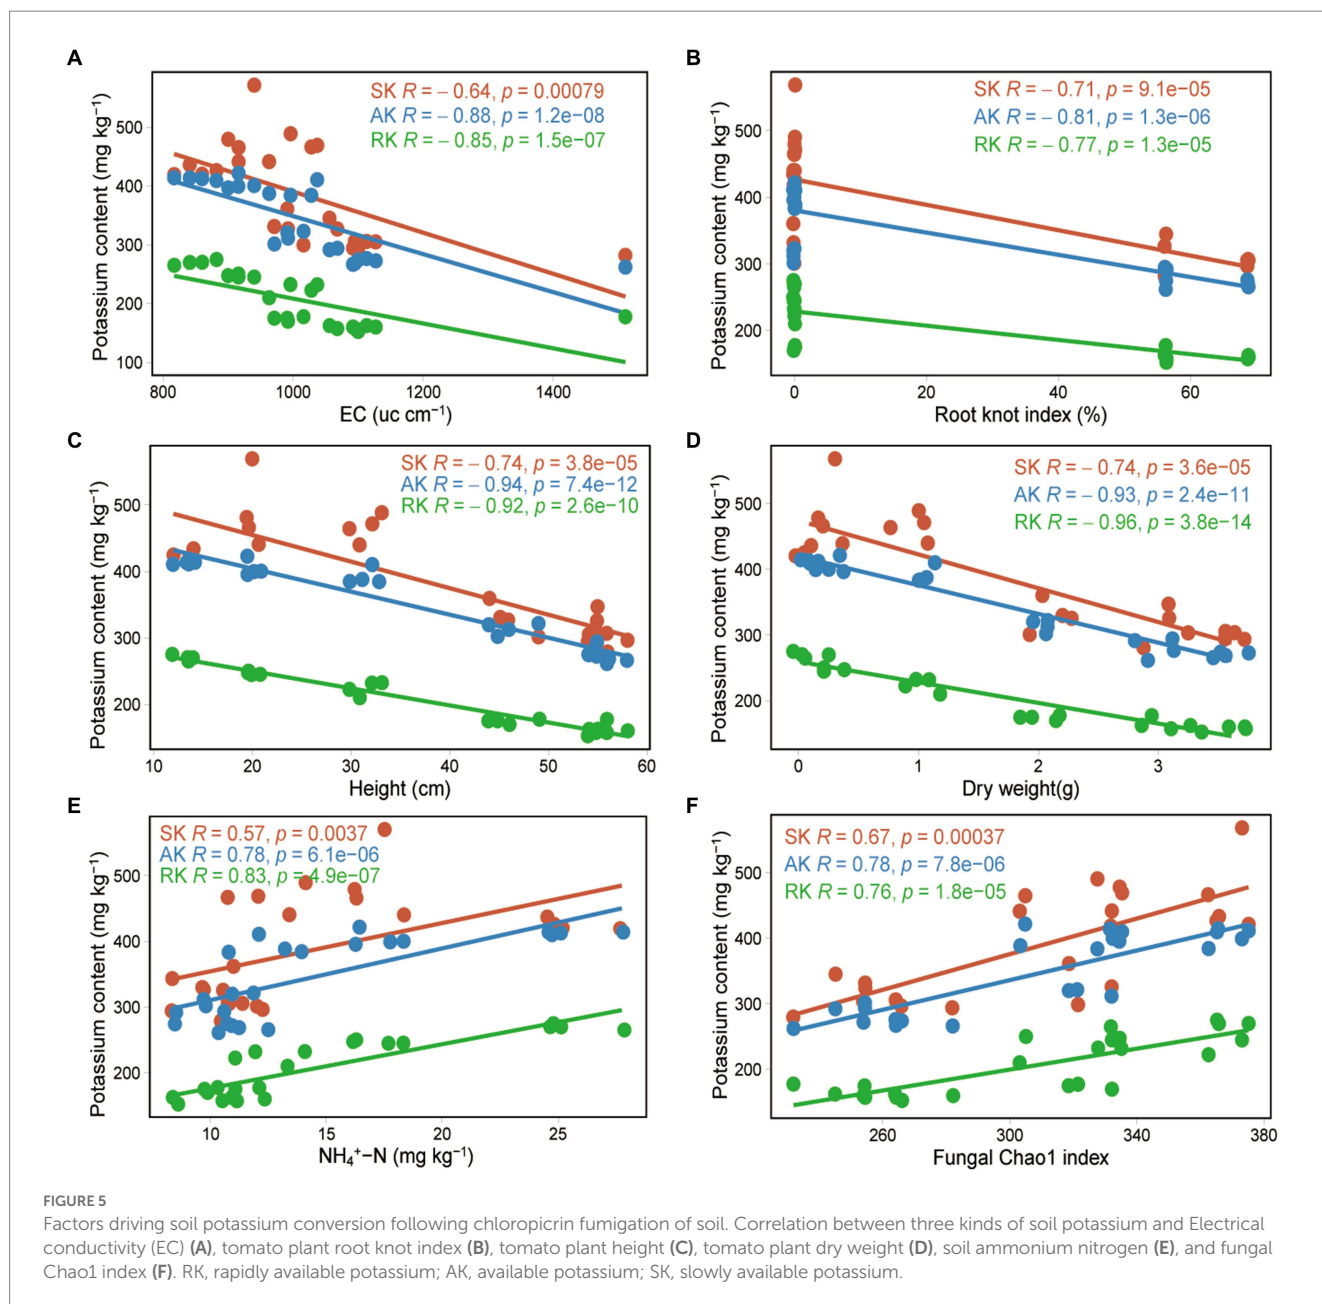 A
SK R = – 0.64, p = 0.00079
AK R = – 0.88, p = 1.2e–08
RK R = – 0.85, p = 1.5e–07
Potassium content (mg kg⁻¹)
500
400
300
200
100
800 1000 1200 1400
EC (uc cm⁻¹)
B
SK R = – 0.71, p = 9.1e–05
AK R = – 0.81, p = 1.3e–06
RK R = – 0.77, p = 1.3e–05
Potassium content (mg kg⁻¹)
500
400
300
200
0 20 40 60
Root knot index (%)
C
SK R = – 0.74, p = 3.8e–05
AK R = –0.94, p = 7.4e–12
RK R = –0.92, p = 2.6e–10
Potassium content (mg kg⁻¹)
500
400
300
200
10 20 30 40 50 60
Height (cm)
D
SK R = – 0.74, p = 3.6e–05
AK R = –0.93, p = 2.4e–11
RK R = –0.96, p = 3.8e–14
Potassium content (mg kg⁻¹)
500
400
300
200
0 1 2 3
Dry weight(g)
E
SK R = 0.57, p = 0.0037
AK R = 0.78, p = 6.1e–06
RK R = 0.83, p = 4.9e–07
Potassium content (mg kg⁻¹)
500
400
300
200
10 15 20 25
NH₄⁺–N (mg kg⁻¹)
F
SK R = 0.67, p = 0.00037
AK R = 0.78, p = 7.8e–06
RK R = 0.76, p = 1.8e–05
Potassium content (mg kg⁻¹)
500
400
300
200
260 300 340 380
Fungal Chao1 index
FIGURE 5
Factors driving soil potassium conversion following chloropicrin fumigation of soil. Correlation between three kinds of soil potassium and Electrical
conductivity (EC) (A), tomato plant root knot index (B), tomato plant height (C), tomato plant dry weight (D), soil ammonium nitrogen (E), and fungal
Chao1 index (F). RK, rapidly available potassium; AK, available potassium; SK, slowly available potassium.